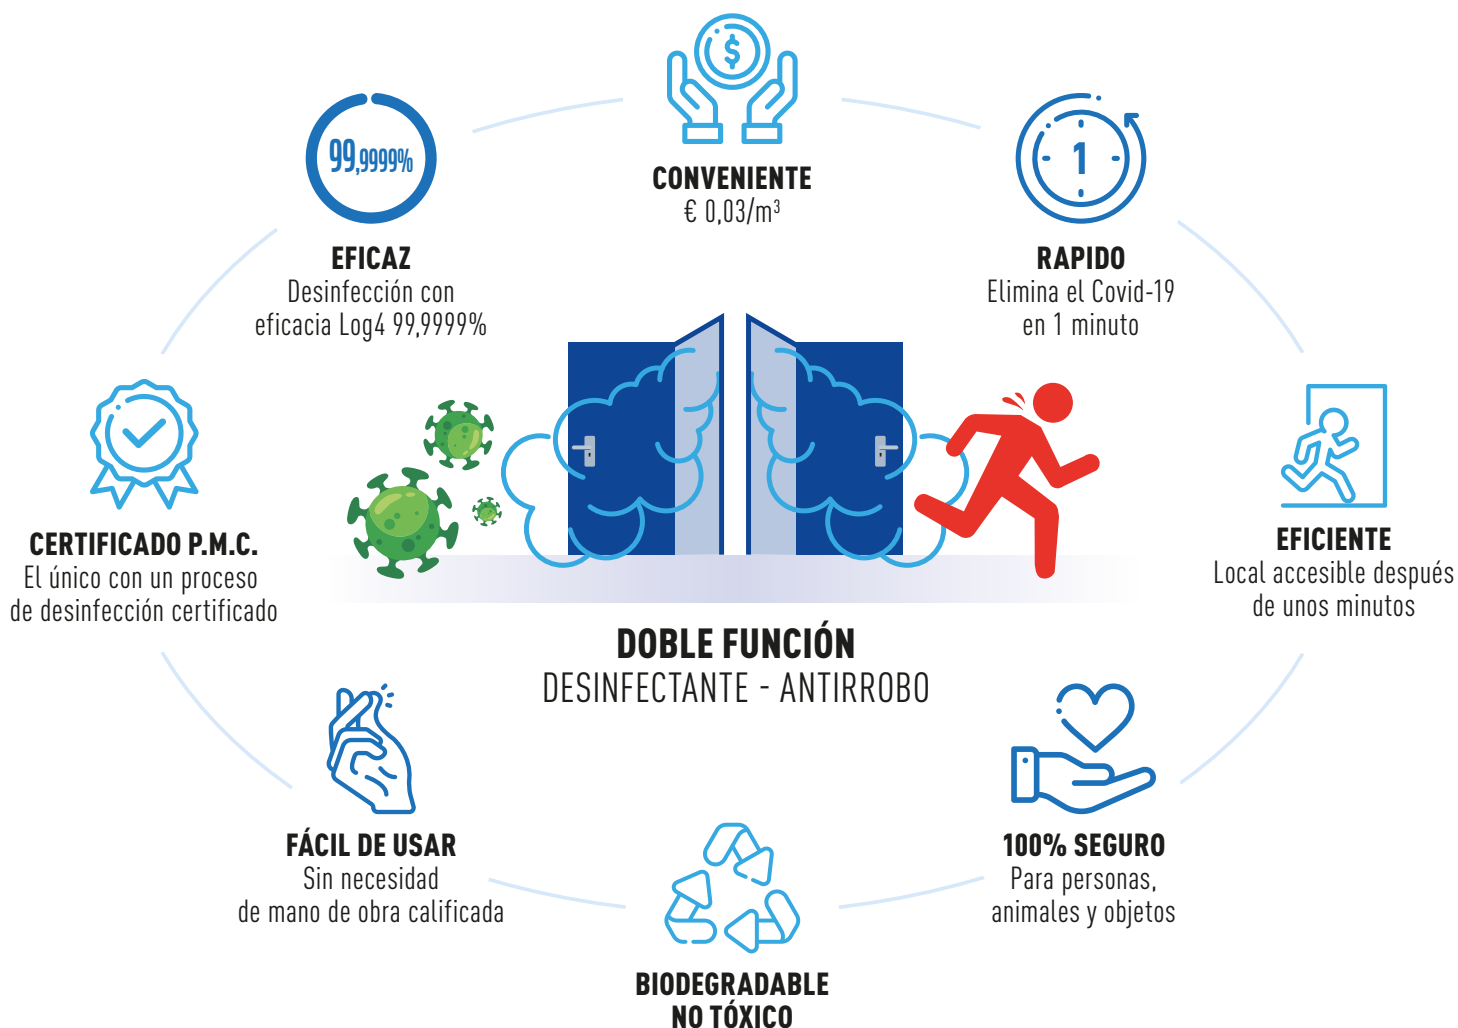 $
CONVENIENTE
€ 0,03/m³
99,9999%
EFICAZ
Desinfección con
eficacia Log4 99,9999%
1
RAPIDO
Elimina el Covid-19
en 1 minuto
CERTIFICADO P.M.C.
El único con un proceso
de desinfección certificado
EFICIENTE
Local accesible después
de unos minutos
DOBLE FUNCIÓN
DESINFECTANTE - ANTIRROBO
FÁCIL DE USAR
Sin necesidad
de mano de obra calificada
100% SEGURO
Para personas,
animales y objetos
BIODEGRADABLE
NO TÓXICO